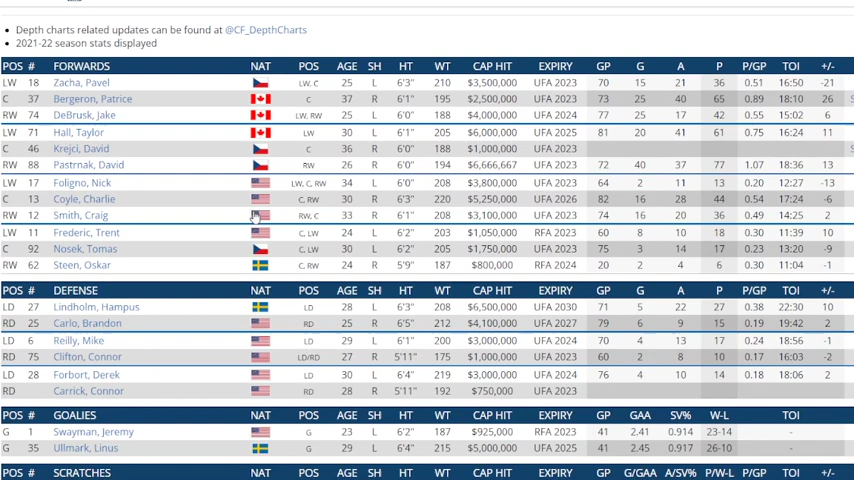 Depth charts related updates can be found at @CF_DepthCharts
2021-22 season stats displayed
POS # FORWARDS NAT POS AGE SH HT WT CAP HIT EXPIRY GP G A P P/GP TOI +/-
LW 18 Zacha, Pavel LW, C 25 L 6'3" 210 $3,500,000 UFA 2023 70 15 21 36 0.51 16:50 -21
C 37 Bergeron, Patrice C 37 R 6'1" 195 $2,500,000 UFA 2023 73 25 40 65 0.89 18:10 26
RW 74 DeBrusk, Jake LW, RW 25 L 6'0" 188 $4,000,000 UFA 2024 77 25 17 42 0.55 15:02 6
LW 71 Hall, Taylor LW 30 L 6'1" 205 $6,000,000 UFA 2025 81 20 41 61 0.75 16:24 11
C 46 Krejci, David C 36 R 6'0" 188 $1,000,000 UFA 2023
RW 88 Pastrnak, David RW 26 R 6'0" 194 $6,666,667 UFA 2023 72 40 37 77 1.07 18:36 13
LW 17 Foligno, Nick LW, C, RW 34 L 6'0" 208 $3,800,000 UFA 2023 64 2 11 13 0.20 12:27 -13
C 13 Coyle, Charlie C, RW 30 R 6'3" 220 $5,250,000 UFA 2026 82 16 28 44 0.54 17:24 -6
RW 12 Smith, Craig RW, C 33 R 6'1" 208 $3,100,000 UFA 2023 74 16 20 36 0.49 14:25 2
LW 11 Frederic, Trent C, LW 24 L 6'2" 203 $1,050,000 RFA 2023 60 8 10 18 0.30 11:39 10
C 92 Nosek, Tomas C, LW 30 L 6'2" 205 $1,750,000 UFA 2023 75 3 14 17 0.23 13:20 -9
RW 62 Steen, Oskar C, RW 24 R 5'9" 187 $800,000 RFA 2024 20 2 4 6 0.30 11:04 -1
POS # DEFENSE NAT POS AGE SH HT WT CAP HIT EXPIRY GP G A P P/GP TOI +/-
LD 27 Lindholm, Hampus LD 28 L 6'3" 208 $6,500,000 UFA 2030 71 5 22 27 0.38 22:30 10
RD 25 Carlo, Brandon RD 25 R 6'5" 212 $4,100,000 UFA 2027 79 6 9 15 0.19 19:42 2
LD 6 Reilly, Mike LD 29 L 6'1" 200 $3,000,000 UFA 2024 70 4 13 17 0.24 18:56 -1
RD 75 Clifton, Connor LD/RD 27 R 5'11" 175 $1,000,000 UFA 2023 60 2 8 10 0.17 16:03 -2
LD 28 Forbort, Derek LD 30 L 6'4" 219 $3,000,000 UFA 2024 76 4 10 14 0.18 18:06 2
RD Carrick, Connor RD 28 R 5'11" 192 $750,000 UFA 2023
POS # GOALIES NAT POS AGE SH HT WT CAP HIT EXPIRY GP GAA SV% W-L TOI
G 1 Swayman, Jeremy G 23 L 6'2" 187 $925,000 RFA 2023 41 2.41 0.914 23-14 -
G 35 Ullmark, Linus G 29 L 6'4" 215 $5,000,000 UFA 2025 41 2.45 0.917 26-10 -
POS # SCRATCHES NAT POS AGE SH HT WT CAP HIT EXPIRY GP G/GAA A/SV% P/W-L P/GP TOI +/-